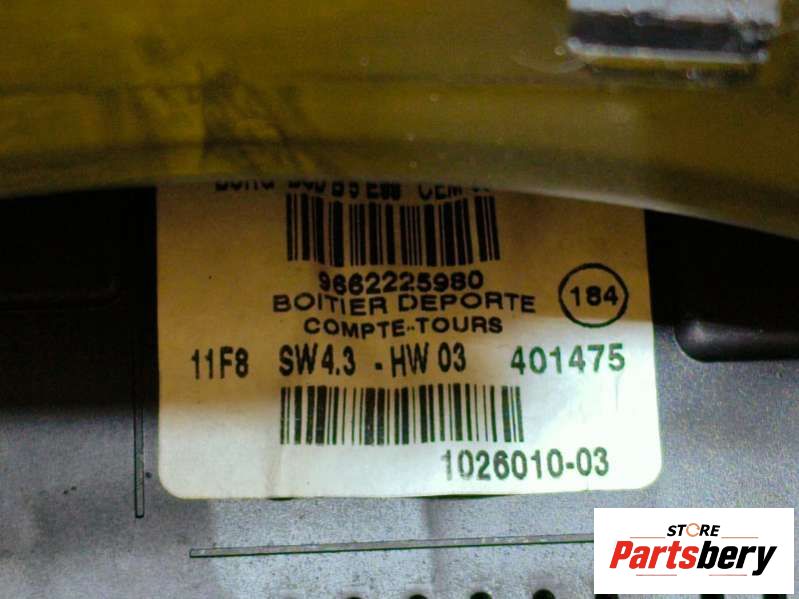 9662225980
BOITIER DEPORTE
184
COMPTE-TOURS
11F8 SW4.3 - HW 03 401475
1026010-03
STORE
Partsbery